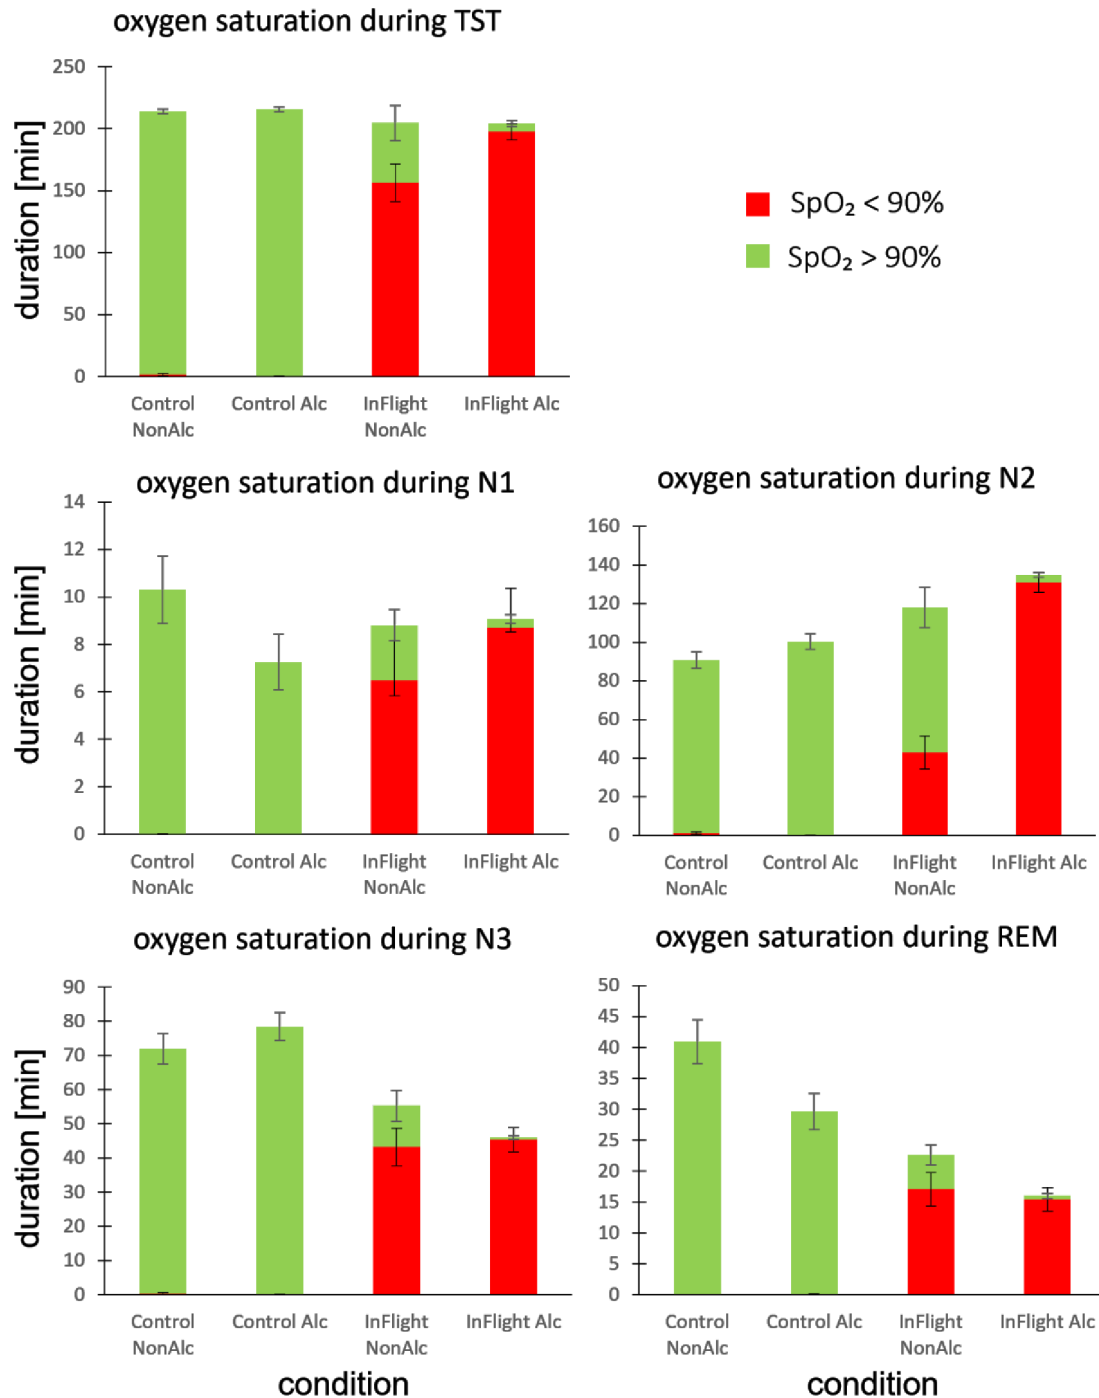 oxygen saturation during TST
duration [min]
250
200
150
100
50
0
Control NonAlc
Control Alc
InFlight NonAlc
InFlight Alc
SpO₂ < 90%
SpO₂ > 90%
oxygen saturation during N1
duration [min]
14
12
10
8
6
4
2
0
Control NonAlc
Control Alc
InFlight NonAlc
InFlight Alc
oxygen saturation during N2
160
140
120
100
80
60
40
20
0
Control NonAlc
Control Alc
InFlight NonAlc
InFlight Alc
oxygen saturation during N3
duration [min]
90
80
70
60
50
40
30
20
10
0
Control NonAlc
Control Alc
InFlight NonAlc
InFlight Alc
condition
oxygen saturation during REM
50
45
40
35
30
25
20
15
10
5
0
Control NonAlc
Control Alc
InFlight NonAlc
InFlight Alc
condition